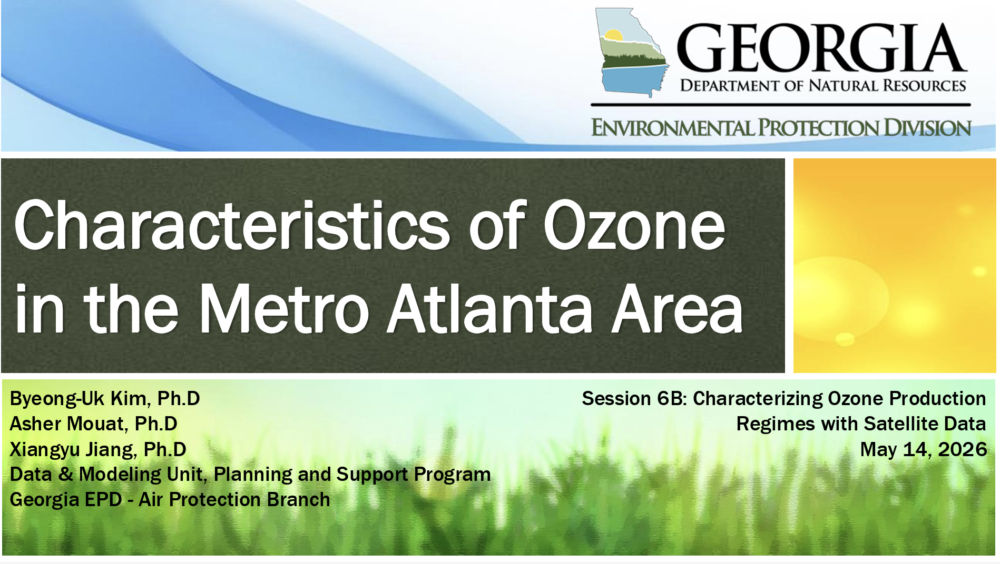 GEORGIA
DEPARTMENT OF NATURAL RESOURCES
ENVIRONMENTAL PROTECTION DIVISION
Characteristics of Ozone
in the Metro Atlanta Area
Byeong-Uk Kim, Ph.D
Asher Mouat, Ph.D
Xiangyu Jiang, Ph.D
Data & Modeling Unit, Planning and Support Program
Georgia EPD - Air Protection Branch
Session 6B: Characterizing Ozone Production
Regimes with Satellite Data
May 14, 2026